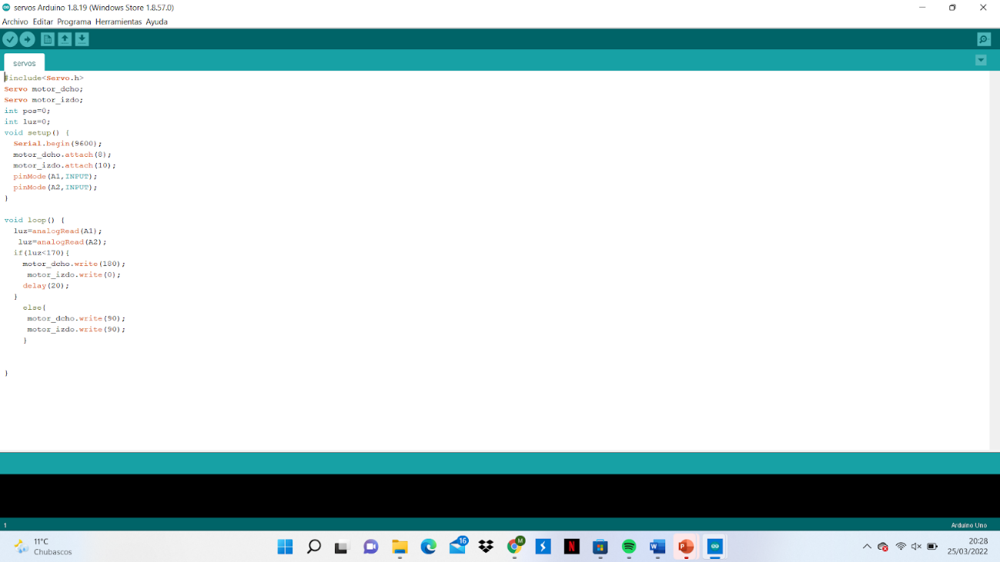 servos Arduino 1.8.19 (Windows Store 1.8.57.0)
Archivo Editar Programa Herramientas Ayuda
servos
#include<Servo.h>
Servo motor_dcho;
Servo motor_izdo;
int pos=0;
int luz=0;
void setup() {
  Serial.begin(9600);
  motor_dcho.attach(8);
  motor_izdo.attach(10);
  pinMode(A1,INPUT);
  pinMode(A2,INPUT);
}
void loop() {
  luz=analogRead(A1);
   luz=analogRead(A2);
  if(luz<170){
    motor_dcho.write(180);
     motor_izdo.write(0);
    delay(20);
  }
    else{
     motor_dcho.write(90);
     motor_izdo.write(90);
    }
}
1
Arduino Uno
11°C
Chubascos
16
M
N
W
P
20:28
25/03/2022